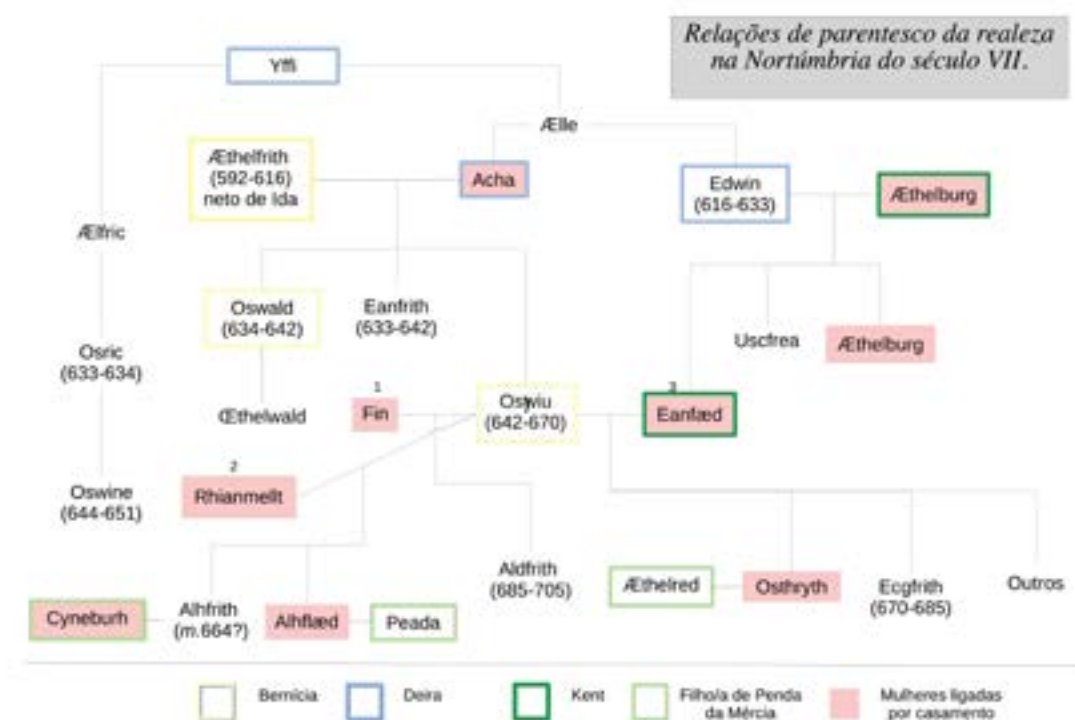 Relações de parentesco da realeza
na Nortúmbria do século VII.
Yffi
Ælle
Æthelfrith
(592-616)
neto de Ida
Acha
Edwin
(616-633)
Æthelburg
Ælfric
Oswald
(634-642)
Eanfrith
(633-642)
Uscfrea
Æthelburg
Osric
(633-634)
Œthelwald
1
Fin
Oswiu
(642-670)
3
Eanfæd
2
Rhianmellt
Oswine
(644-651)
Aldfrith
(685-705)
Æthelred
Osthryth
Ecgfrith
(670-685)
Outros
Cyneburh
Alhfrith
(m.664?)
Alhflæd
Peada
Bernícia
Deira
Kent
Filho/a de Penda
da Mércia
Mulheres ligadas
por casamento